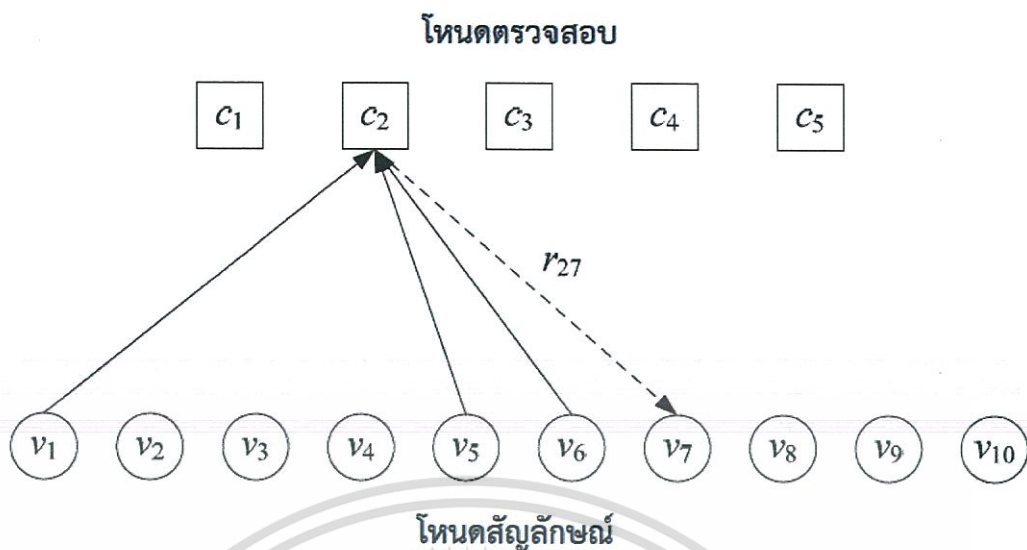 โหนดตรวจสอบ
c1 c2 c3 c4 c5
r27
v1 v2 v3 v4 v5 v6 v7 v8 v9 v10
โหนดสัญลักษณ์